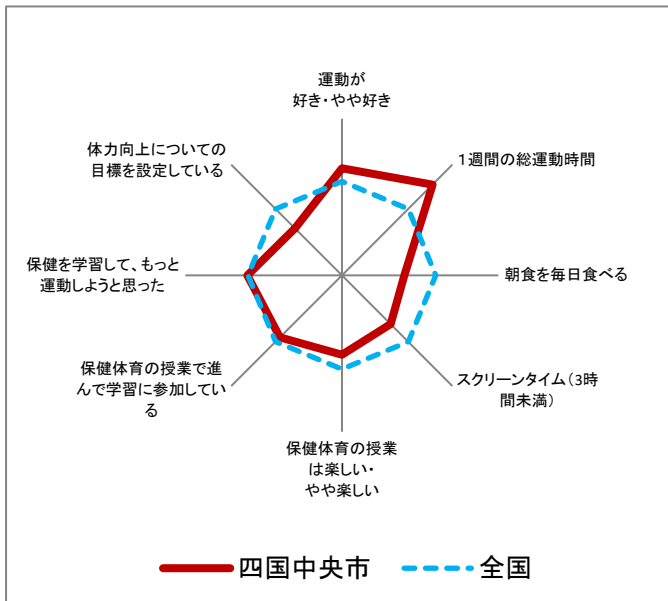 運動が
好き・やや好き
体力向上についての
目標を設定している
１週間の総運動時間
保健を学習して、もっと
運動しようと思った
朝食を毎日食べる
保健体育の授業で進
んで学習に参加してい
る
スクリーンタイム（3時
間未満）
保健体育の授業
は楽しい・
やや楽しい
四国中央市
全国